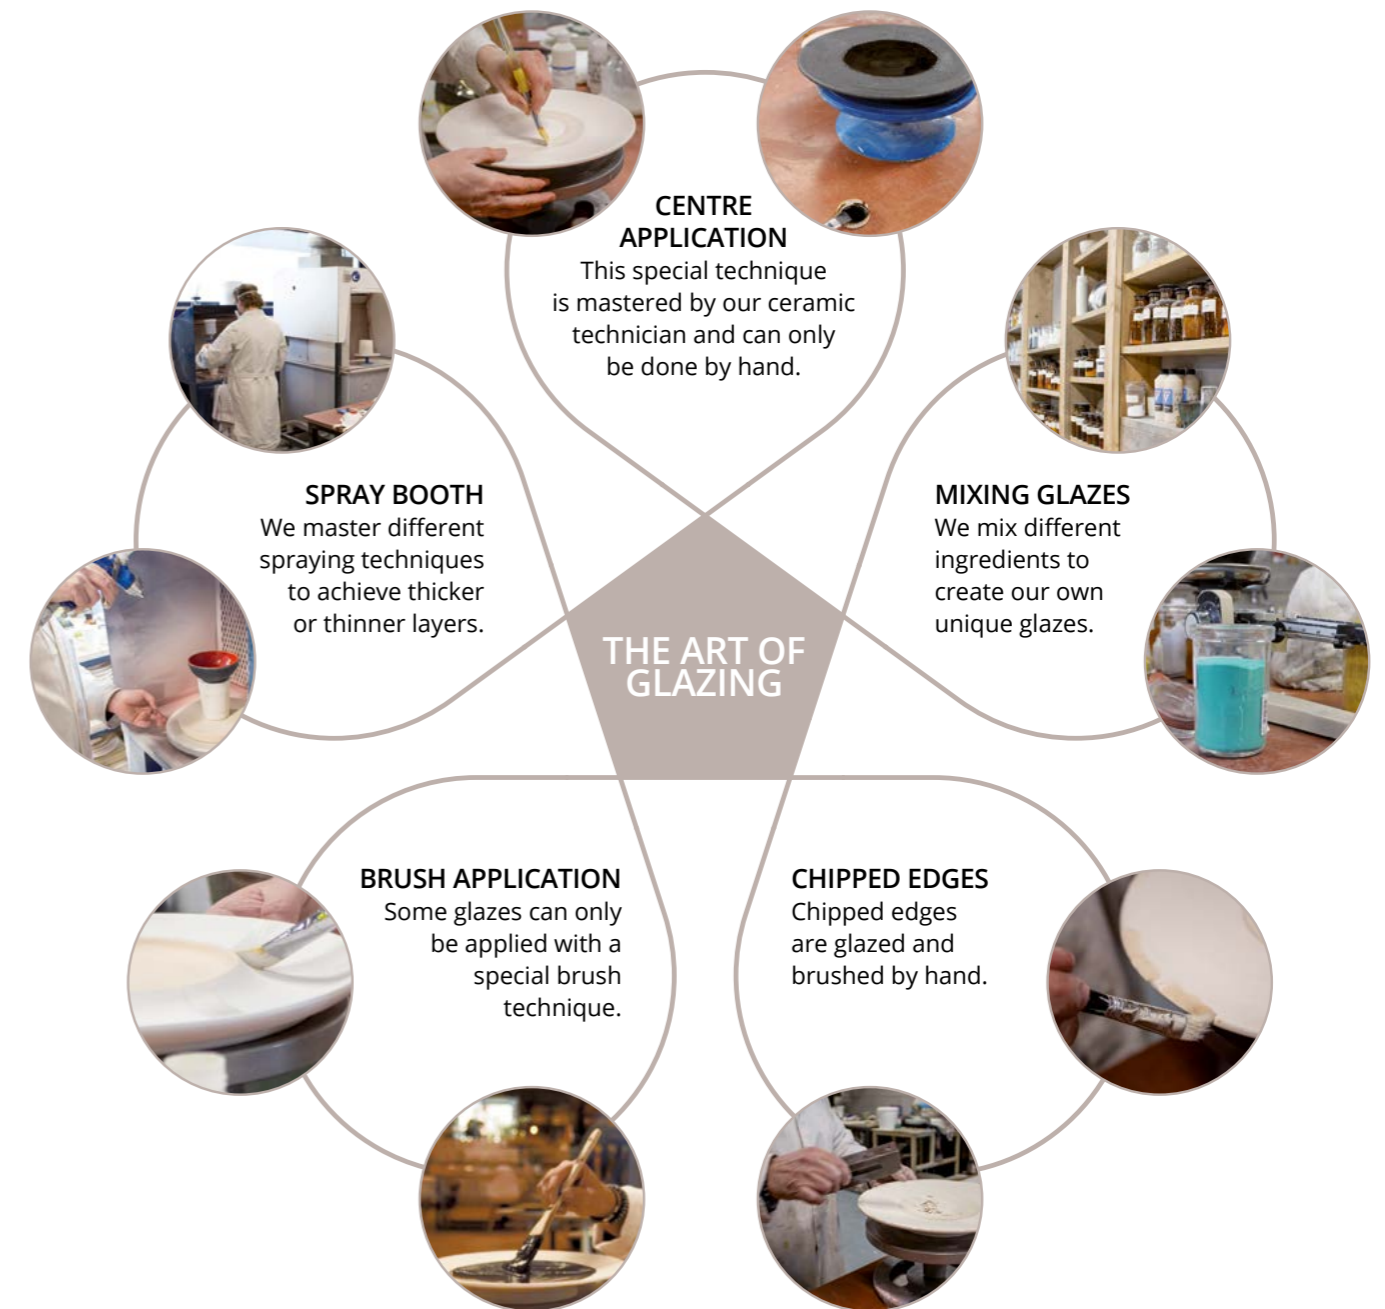 CENTRE
APPLICATION
This special technique
is mastered by our ceramic
technician and can only
be done by hand.
SPRAY BOOTH
We master different
spraying techniques
to achieve thicker
or thinner layers.
MIXING GLAZES
We mix different
ingredients to
create our own
unique glazes.
THE ART OF
GLAZING
BRUSH APPLICATION
Some glazes can only
be applied with a
special brush
technique.
CHIPPED EDGES
Chipped edges
are glazed and
brushed by hand.